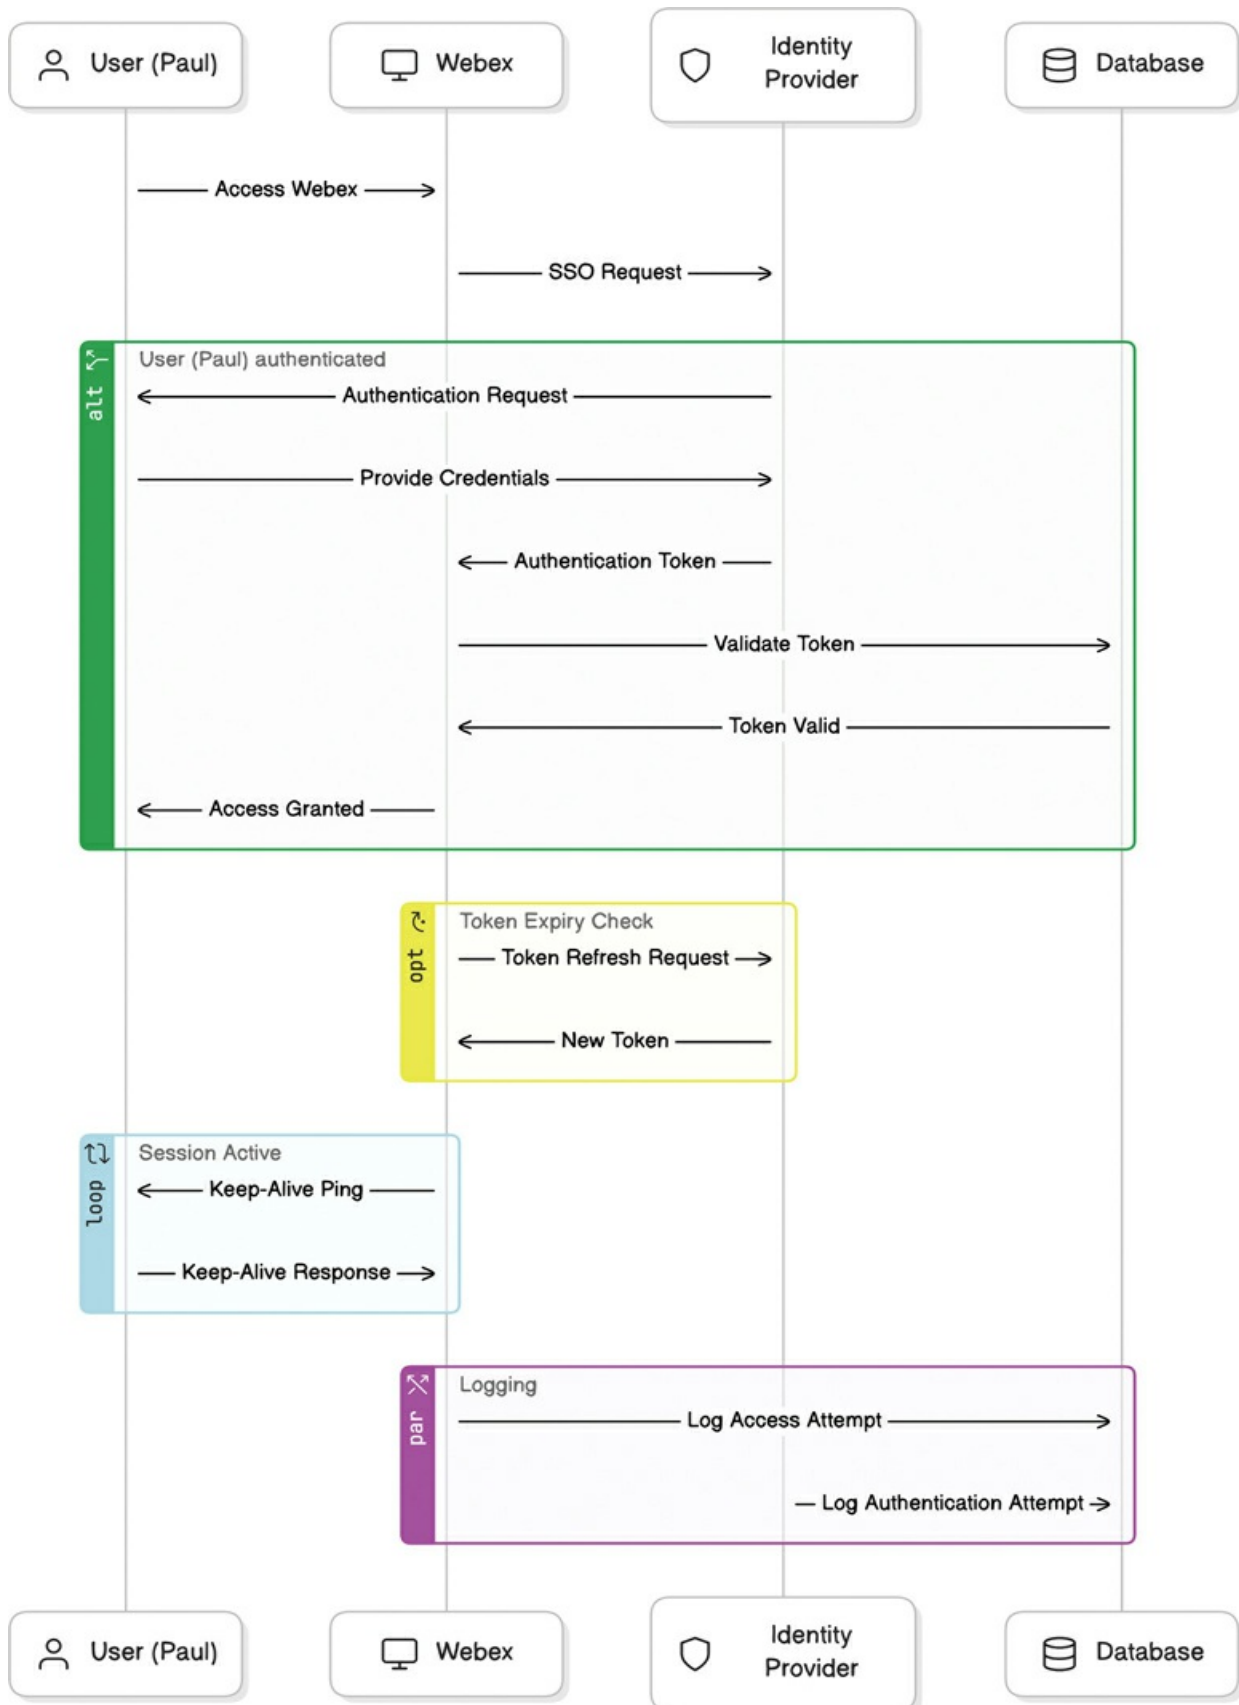 User (Paul)
Webex
Identity
Provider
Database
Access Webex
SSO Request
alt
User (Paul) authenticated
Authentication Request
Provide Credentials
Authentication Token
Validate Token
Token Valid
Access Granted
opt
Token Expiry Check
Token Refresh Request
New Token
loop
Session Active
Keep-Alive Ping
Keep-Alive Response
par
Logging
Log Access Attempt
Log Authentication Attempt
User (Paul)
Webex
Identity
Provider
Database